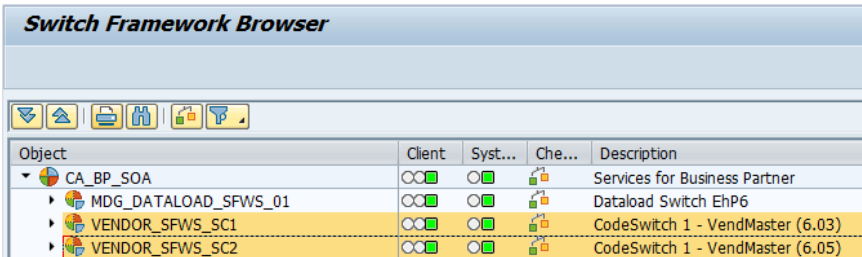 Switch Framework Browser
Object Client Syst... Che... Description
CA_BP_SOA Services for Business Partner
MDG_DATALOAD_SFWS_01 Dataload Switch EhP6
VENDOR_SFWS_SC1 CodeSwitch 1 - VendMaster (6.03)
VENDOR_SFWS_SC2 CodeSwitch 1 - VendMaster (6.05)